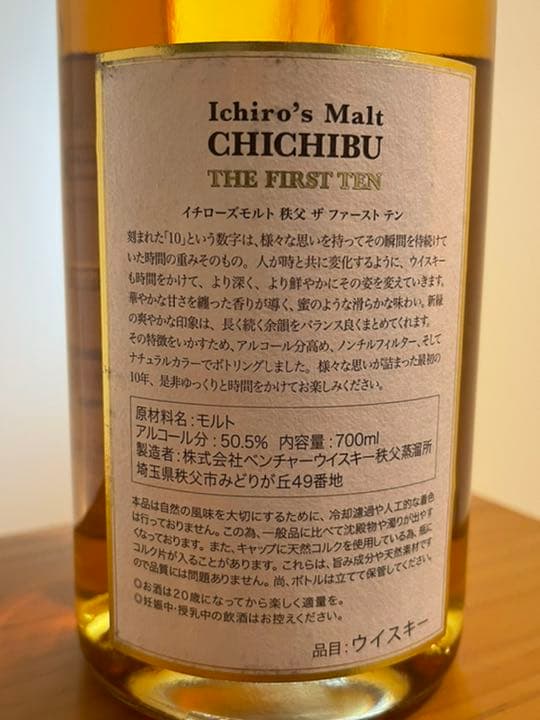 Ichiro's Malt
CHICHIBU
THE FIRST TEN
イチローズモルト 秩父 ザ ファースト テン
刻まれた「10」という数字は、様々な思いを持ってその瞬間を待続けて
いた時間の重みそのもの。人が時と共に変化するように、ウイスキー
も時間をかけて、より深く、より鮮やかにその姿を変えていきます。
華やかな甘さを纏った香りが導く、蜜のような滑らかな味わい。新緑
の爽やかな印象は、長く続く余韻をバランス良くまとめてくれます。
その特徴をいかすため、アルコール分高め、ノンチルフィルター、そして
ナチュラルカラーでボトリングしました。様々な思いが詰まった最初の
10年、是非ゆっくりと時間をかけてお楽しみください。
原材料名:モルト
アルコール分:50.5% 内容量:700ml
製造者:株式会社ベンチャーウイスキー秩父蒸溜所
埼玉県秩父市みどりが丘49番地
本品は自然の風味を大切にするために、冷却濾過や人工的な着色
は行っておりません。この為、一般品に比べて沈殿物や濁りが出やす
くなっております。また、キャップに天然コルクを使用している為、瓶に
コルク片が入ることがあります。これらは、旨み成分や天然素材です
ので品質には問題ありません。尚、ボトルは立てて保管してください。
◎お酒は20歳になってから楽しく適量を。
◎妊娠中・授乳中の飲酒はお控えください。
品目:ウイスキー